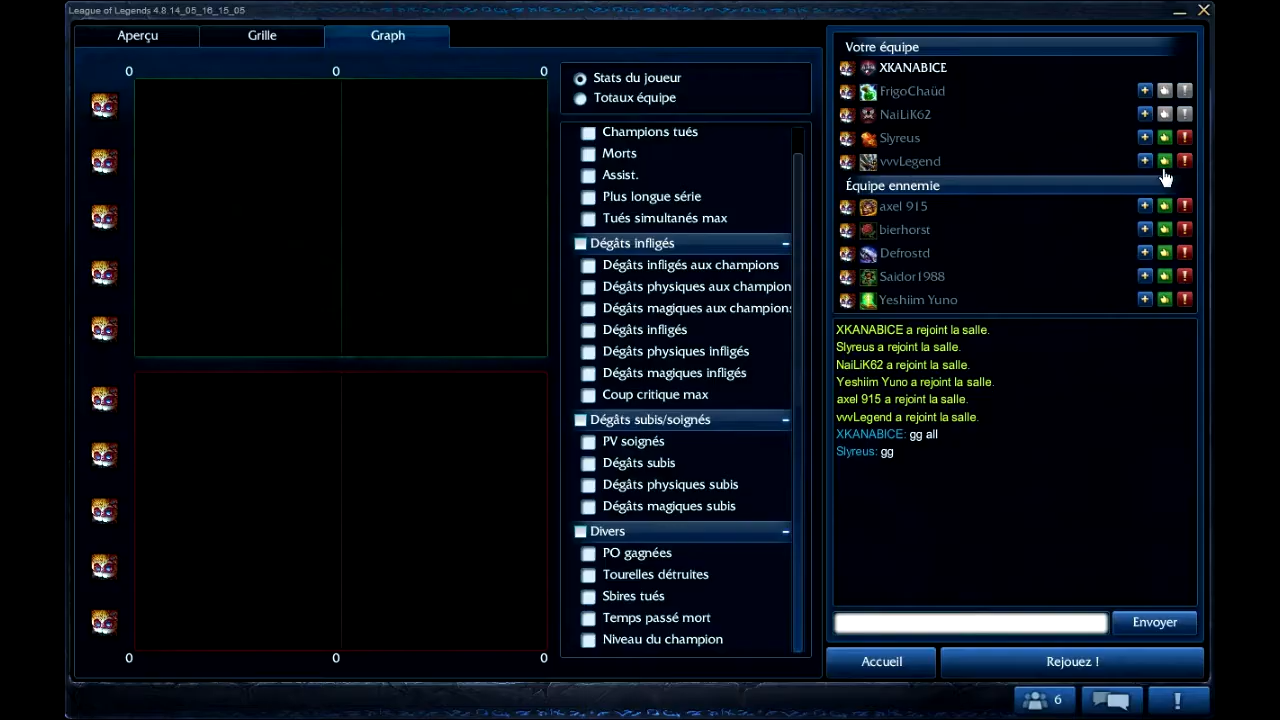 League of Legends 4.8.14_05_16_15_05
Aperçu
Grille
Graph
0
0
0
0
0
0
Stats du joueur
Totaux équipe
Champions tués
Morts
Assist.
Plus longue série
Tués simultanés max
Dégâts infligés
Dégâts infligés aux champions
Dégâts physiques aux champion
Dégâts magiques aux champions
Dégâts infligés
Dégâts physiques infligés
Dégâts magiques infligés
Coup critique max
Dégâts subis/soignés
PV soignés
Dégâts subis
Dégâts physiques subis
Dégâts magiques subis
Divers
PO gagnées
Tourelles détruites
Sbires tués
Temps passé mort
Niveau du champion
Votre équipe
XKANABICE
FrigoChaüd
NaiLiK62
Slyreus
vvvLegend
Équipe ennemie
axel 915
bierhorst
Defrostd
Saidor1988
Yeshiim Yuno
XKANABICE a rejoint la salle.
Slyreus a rejoint la salle.
NaiLiK62 a rejoint la salle.
Yeshiim Yuno a rejoint la salle.
axel 915 a rejoint la salle.
vvvLegend a rejoint la salle.
XKANABICE: gg all
Slyreus: gg
Envoyer
Accueil
Rejouez !
6